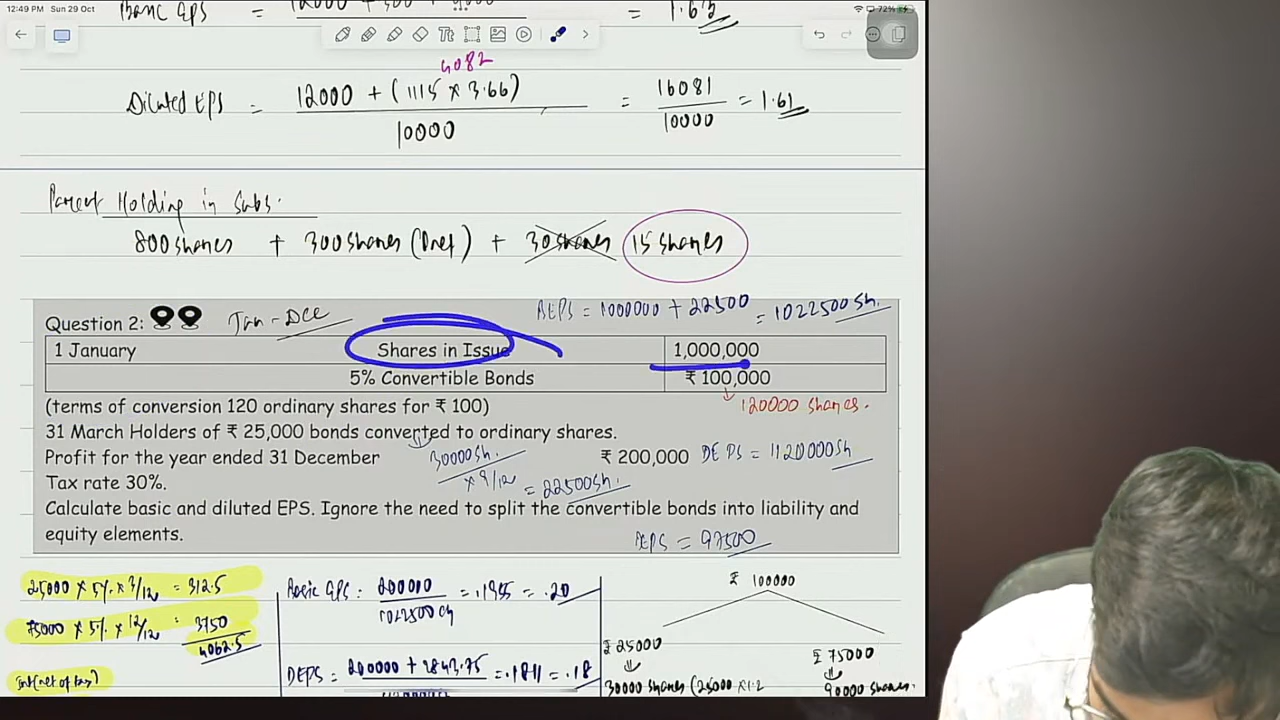 12:49 PM Sun 29 Oct
72%
Basic EPS = 12000 + 300 + = 1.63
Diluted EPS = 12000 + (1115 × 3.66) = 16081 = 1.61
4082
10000 10000
Parent Holding in Subs.
800 shares + 300 shares (Pref) + 30 shares 15 shares
Question 2: Jan - Dec BEPS = 1000000 + 22500 = 1022500 sh.
1 January Shares in Issue 1,000,000
5% Convertible Bonds ₹ 100,000
(terms of conversion 120 ordinary shares for ₹ 100) 120000 shares.
31 March Holders of ₹ 25,000 bonds converted to ordinary shares.
Profit for the year ended 31 December 30000 sh. ₹ 200,000 DEPS = 1120000 sh
Tax rate 30%. × 9/12 = 22500 sh.
Calculate basic and diluted EPS. Ignore the need to split the convertible bonds into liability and
equity elements. = 97500
25000 × 5% × 3/12 = 312.5
75000 × 5% × 12/12 = 3750
4062.5
Int (net of tax)
Basic EPS = 200000 = .1955 = .20
1022500
DEPS = 200000 + 2843.75 = .1811 = .18
₹ 100000
₹ 25000 ₹ 75000
30000 shares (25000 × 1.2 90000 shares.